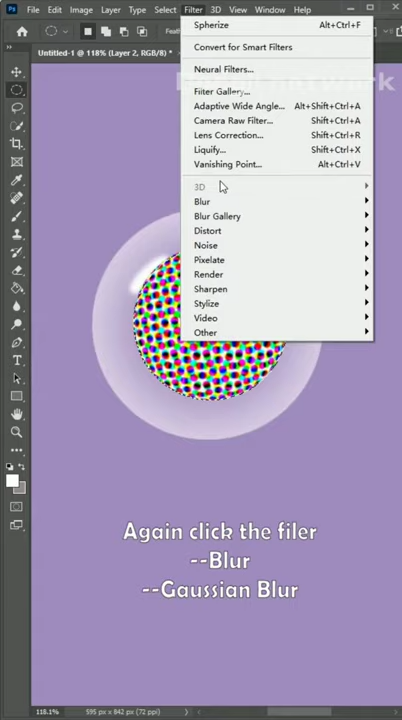 Ps File Edit Image Layer Type Select Filter 3D View Window Help
Spherize Alt+Ctrl+F
Untitled-1 @ 118% (Layer 2, RGB/8) *
Convert for Smart Filters
Neural Filters...
Filter Gallery...
Adaptive Wide Angle... Alt+Shift+Ctrl+A
Camera Raw Filter... Shift+Ctrl+A
Lens Correction... Shift+Ctrl+R
Liquify... Shift+Ctrl+X
Vanishing Point... Alt+Ctrl+V
3D
Blur
Blur Gallery
Distort
Noise
Pixelate
Render
Sharpen
Stylize
Video
Other
Again click the filer
--Blur
--Gaussian Blur
118.1% 595 px x 842 px (72 ppi)